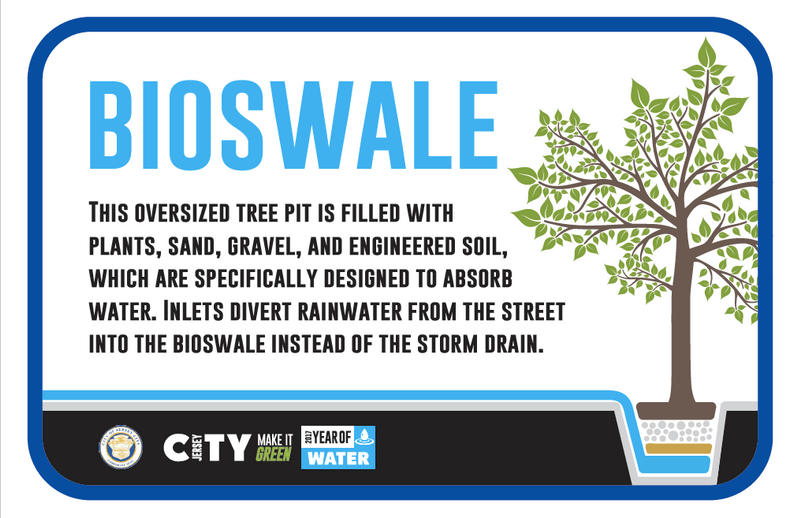 BIOSWALE
THIS OVERSIZED TREE PIT IS FILLED WITH
PLANTS, SAND, GRAVEL, AND ENGINEERED SOIL,
WHICH ARE SPECIFICALLY DESIGNED TO ABSORB
WATER. INLETS DIVERT RAINWATER FROM THE STREET
INTO THE BIOSWALE INSTEAD OF THE STORM DRAIN.
JERSEY CITY
MAKE IT
GREEN
2017 YEAR OF
WATER